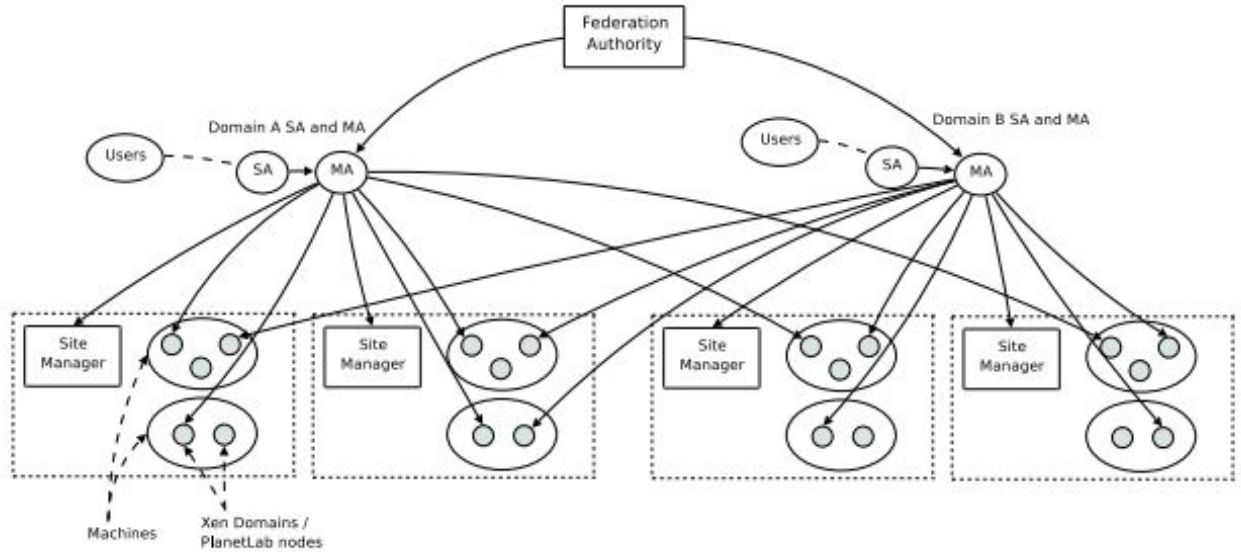 Federation
Authority
Domain A SA and MA
Domain B SA and MA
Users
SA
MA
Users
SA
MA
Site
Manager
Site
Manager
Site
Manager
Site
Manager
Machines
Xen Domains /
PlanetLab nodes